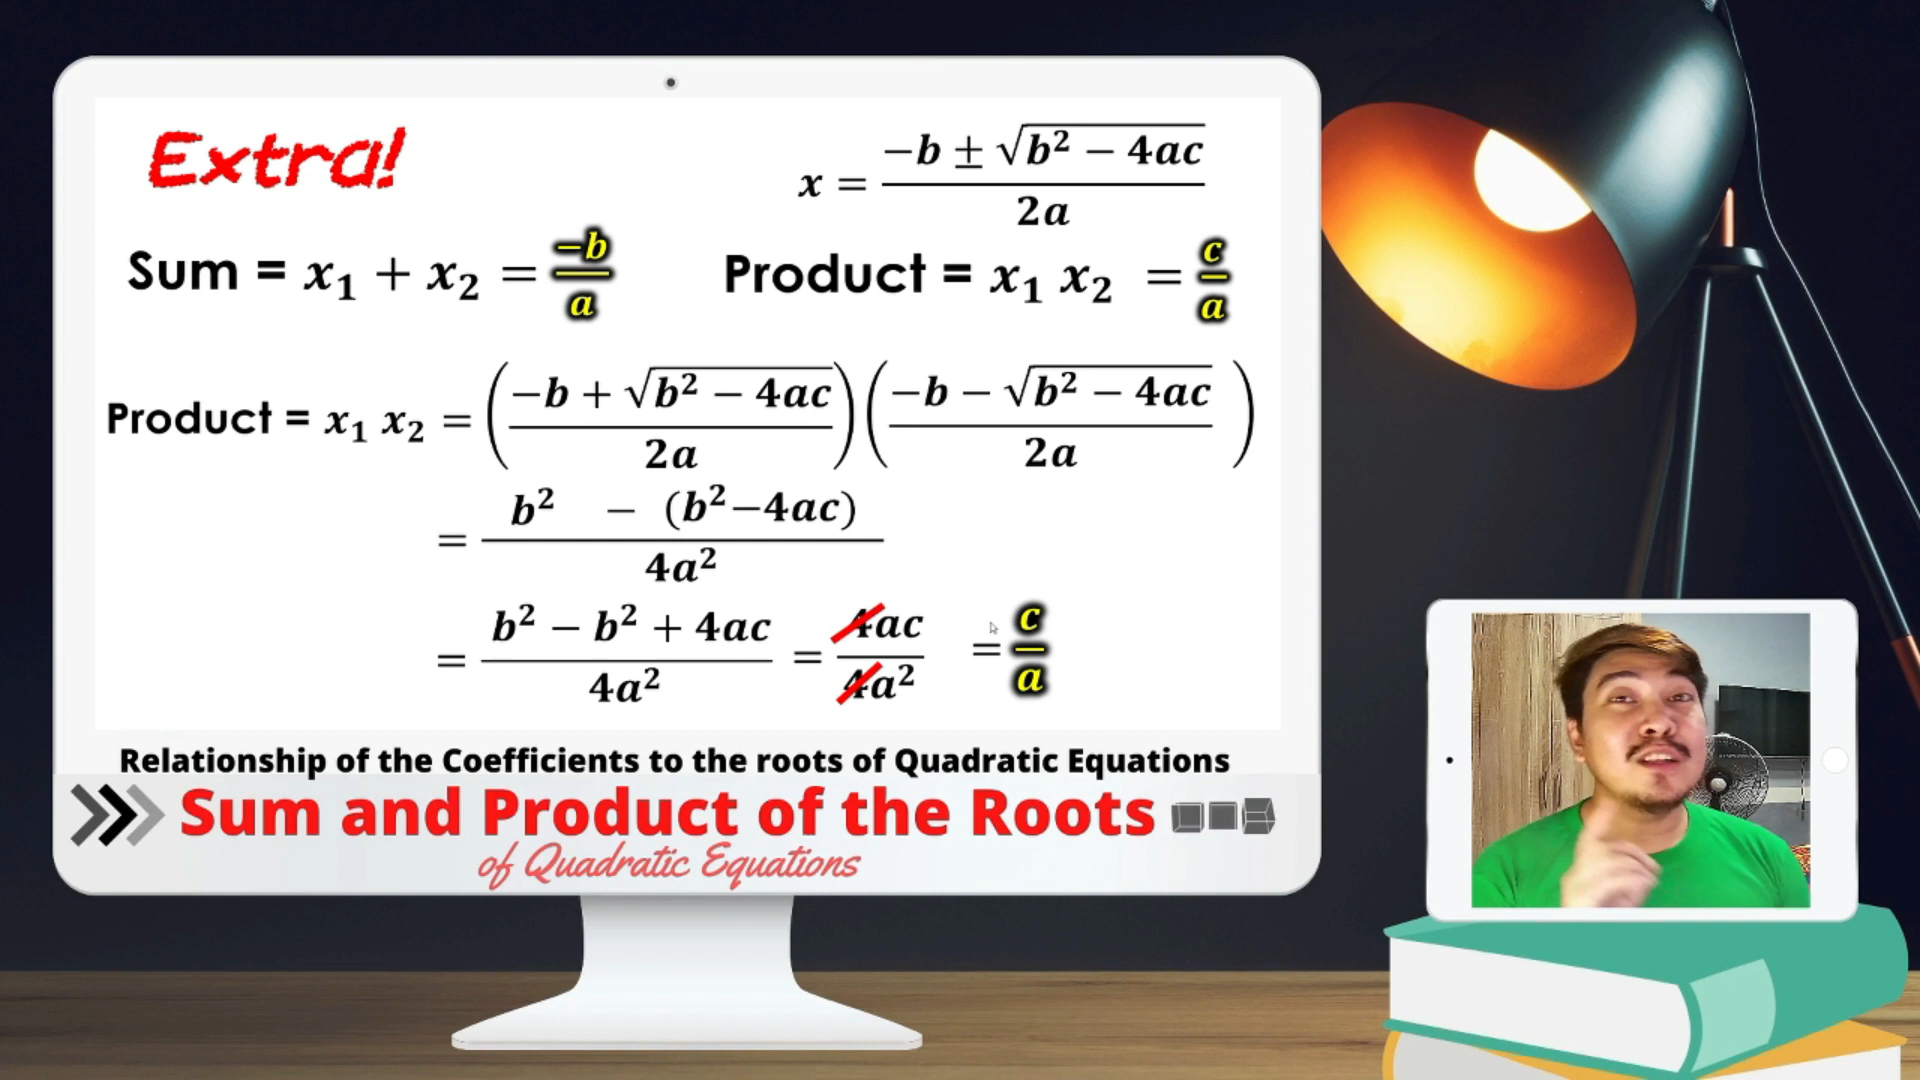 Extra!
x = (-b ± √(b² − 4ac)) / 2a
Sum = x₁ + x₂ = -b/a
Product = x₁ x₂ = c/a
Product = x₁ x₂ = ((-b + √(b² − 4ac)) / 2a)((-b − √(b² − 4ac)) / 2a)
= (b² − (b²−4ac)) / 4a²
= (b² − b² + 4ac) / 4a² = 4ac / 4a² = c/a
Relationship of the Coefficients to the roots of Quadratic Equations
Sum and Product of the Roots
of Quadratic Equations